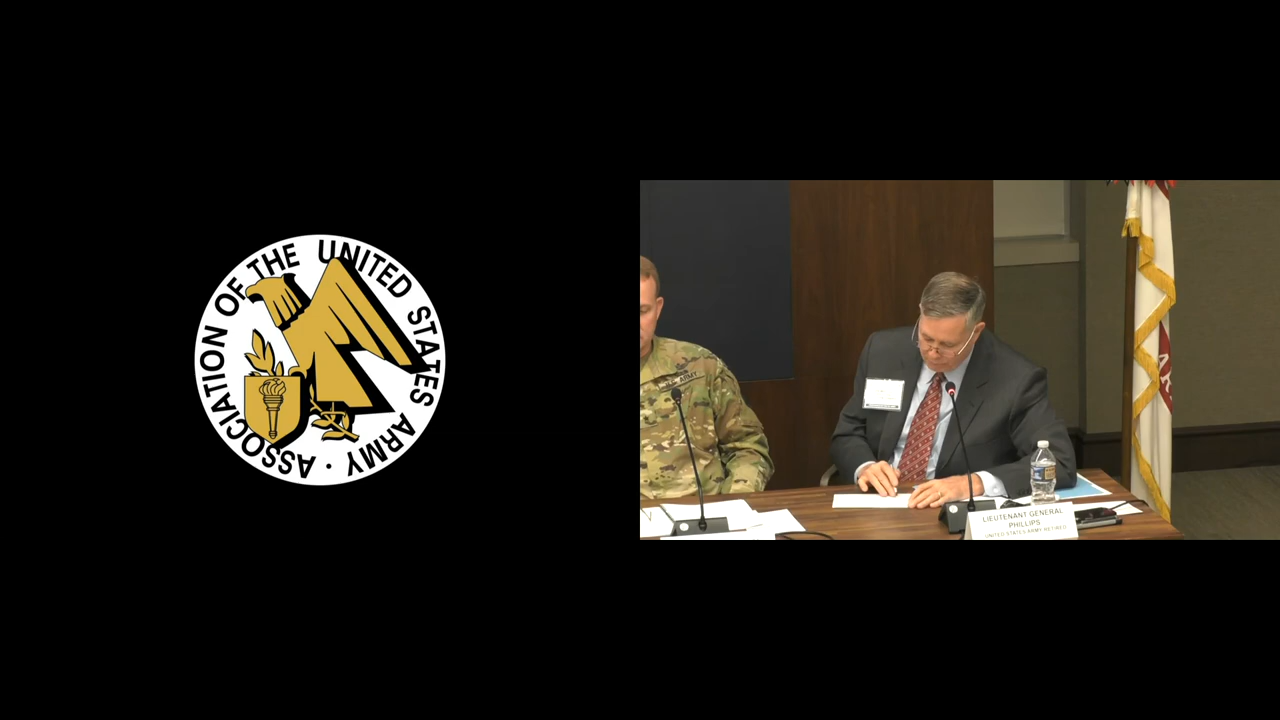 ASSOCIATION OF THE UNITED STATES ARMY ·
U.S. ARMY
LIEUTENANT GENERAL
PHILLIPS
UNITED STATES ARMY RETIRED